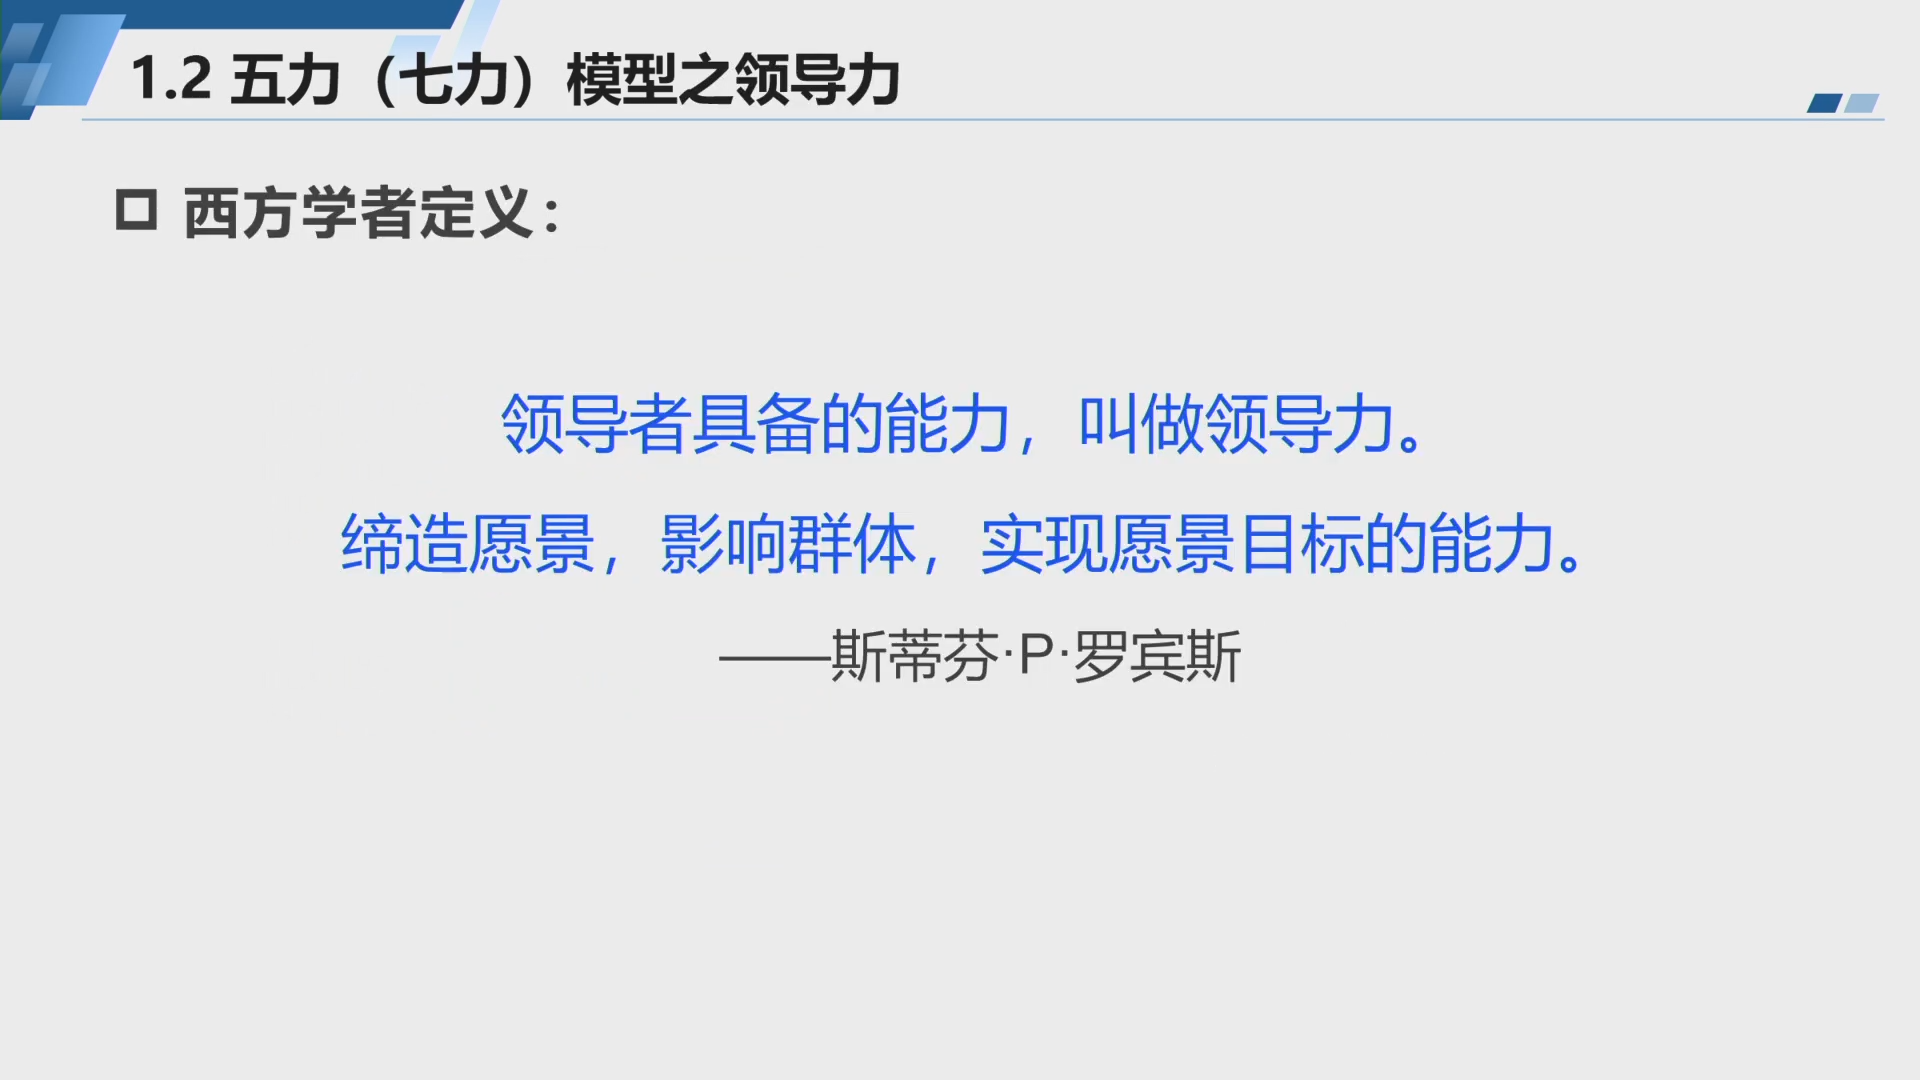 1.2 五力（七力）模型之领导力
西方学者定义：
领导者具备的能力，叫做领导力。
缔造愿景，影响群体，实现愿景目标的能力。
——斯蒂芬·P·罗宾斯